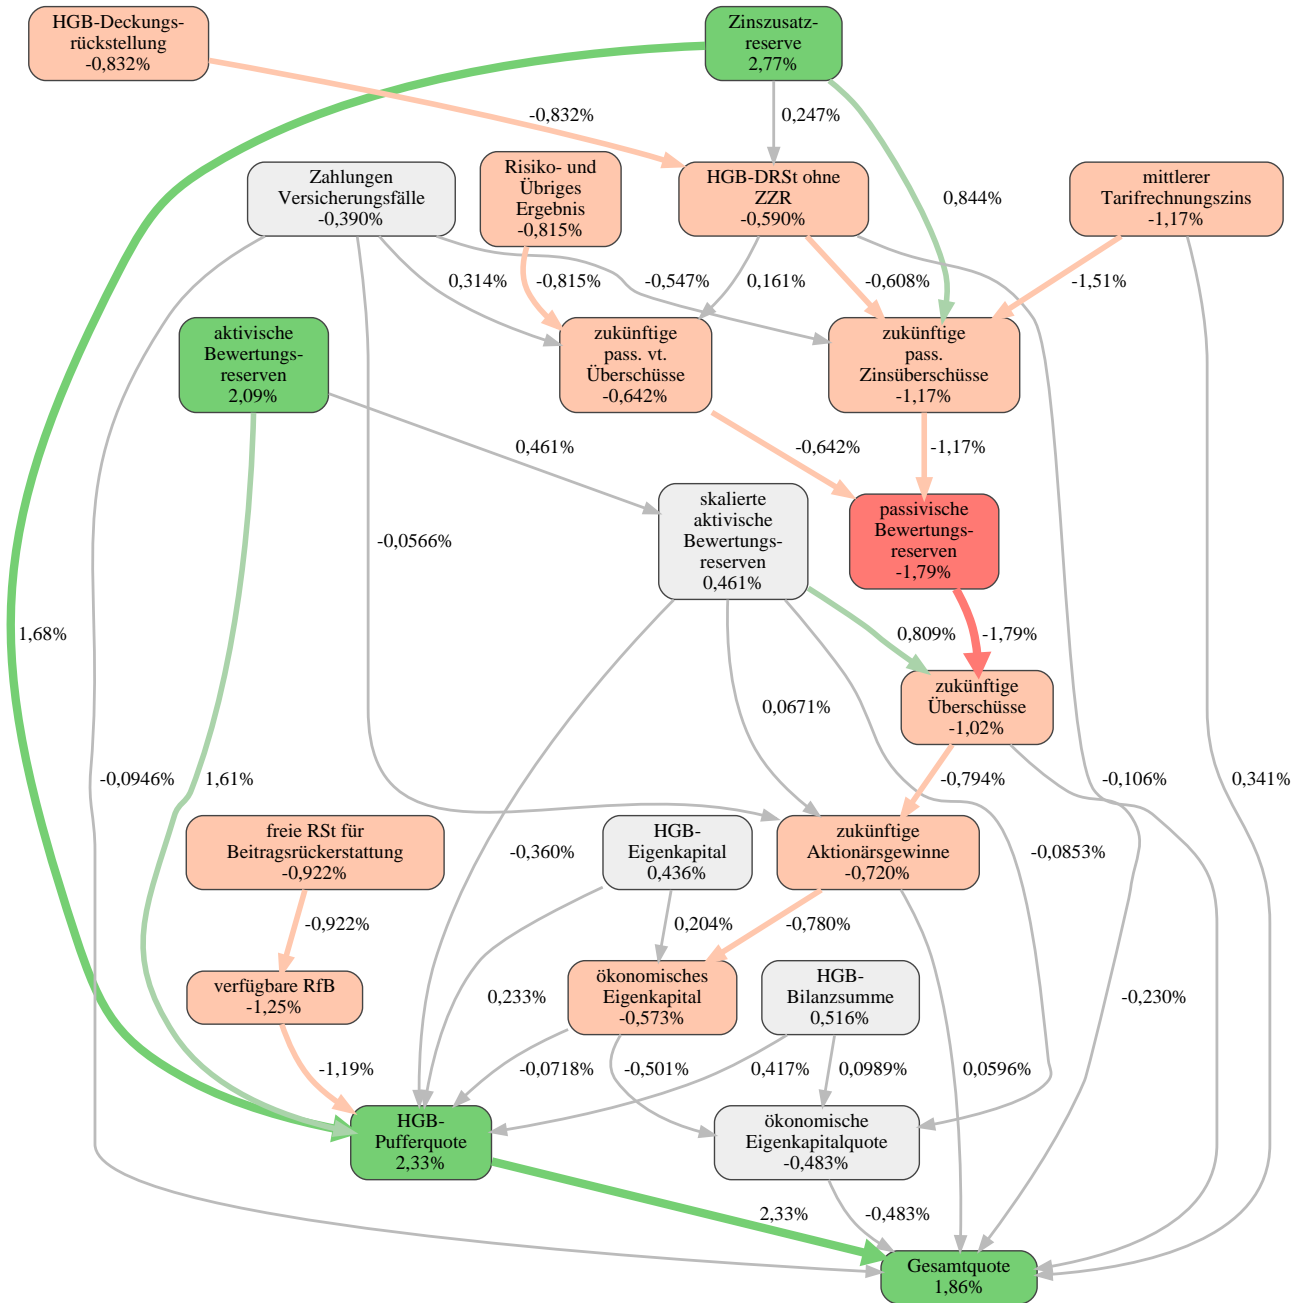 HGB-Deckungs-
rückstellung
-0,832%
Zinszusatz-
reserve
2,77%
-0,832%
0,247%
Zahlungen
Versicherungsfälle
-0,390%
Risiko- und
Übriges
Ergebnis
-0,815%
HGB-DRSt ohne
ZZR
-0,590%
0,844%
mittlerer
Tarifrechnungszins
-1,17%
0,314%
-0,815%
-0,547%
0,161%
-0,608%
-1,51%
aktivische
Bewertungs-
reserven
2,09%
zukünftige
pass. vt.
Überschüsse
-0,642%
zukünftige
pass.
Zinsüberschüsse
-1,17%
0,461%
-0,642%
-1,17%
skalierte
aktivische
Bewertungs-
reserven
0,461%
passivische
Bewertungs-
reserven
-1,79%
-0,0566%
1,68%
0,809%
-1,79%
zukünftige
Überschüsse
-1,02%
0,0671%
-0,0946%
1,61%
-0,794%
-0,106%
0,341%
freie RSt für
Beitragsrückerstattung
-0,922%
-0,360%
HGB-
Eigenkapital
0,436%
zukünftige
Aktionärsgewinne
-0,720%
-0,0853%
-0,922%
0,204%
-0,780%
verfügbare RfB
-1,25%
0,233%
ökonomisches
Eigenkapital
-0,573%
HGB-
Bilanzsumme
0,516%
-0,230%
-1,19%
-0,0718%
-0,501%
0,417%
0,0989%
0,0596%
HGB-
Pufferquote
2,33%
ökonomische
Eigenkapitalquote
-0,483%
2,33%
-0,483%
Gesamtquote
1,86%